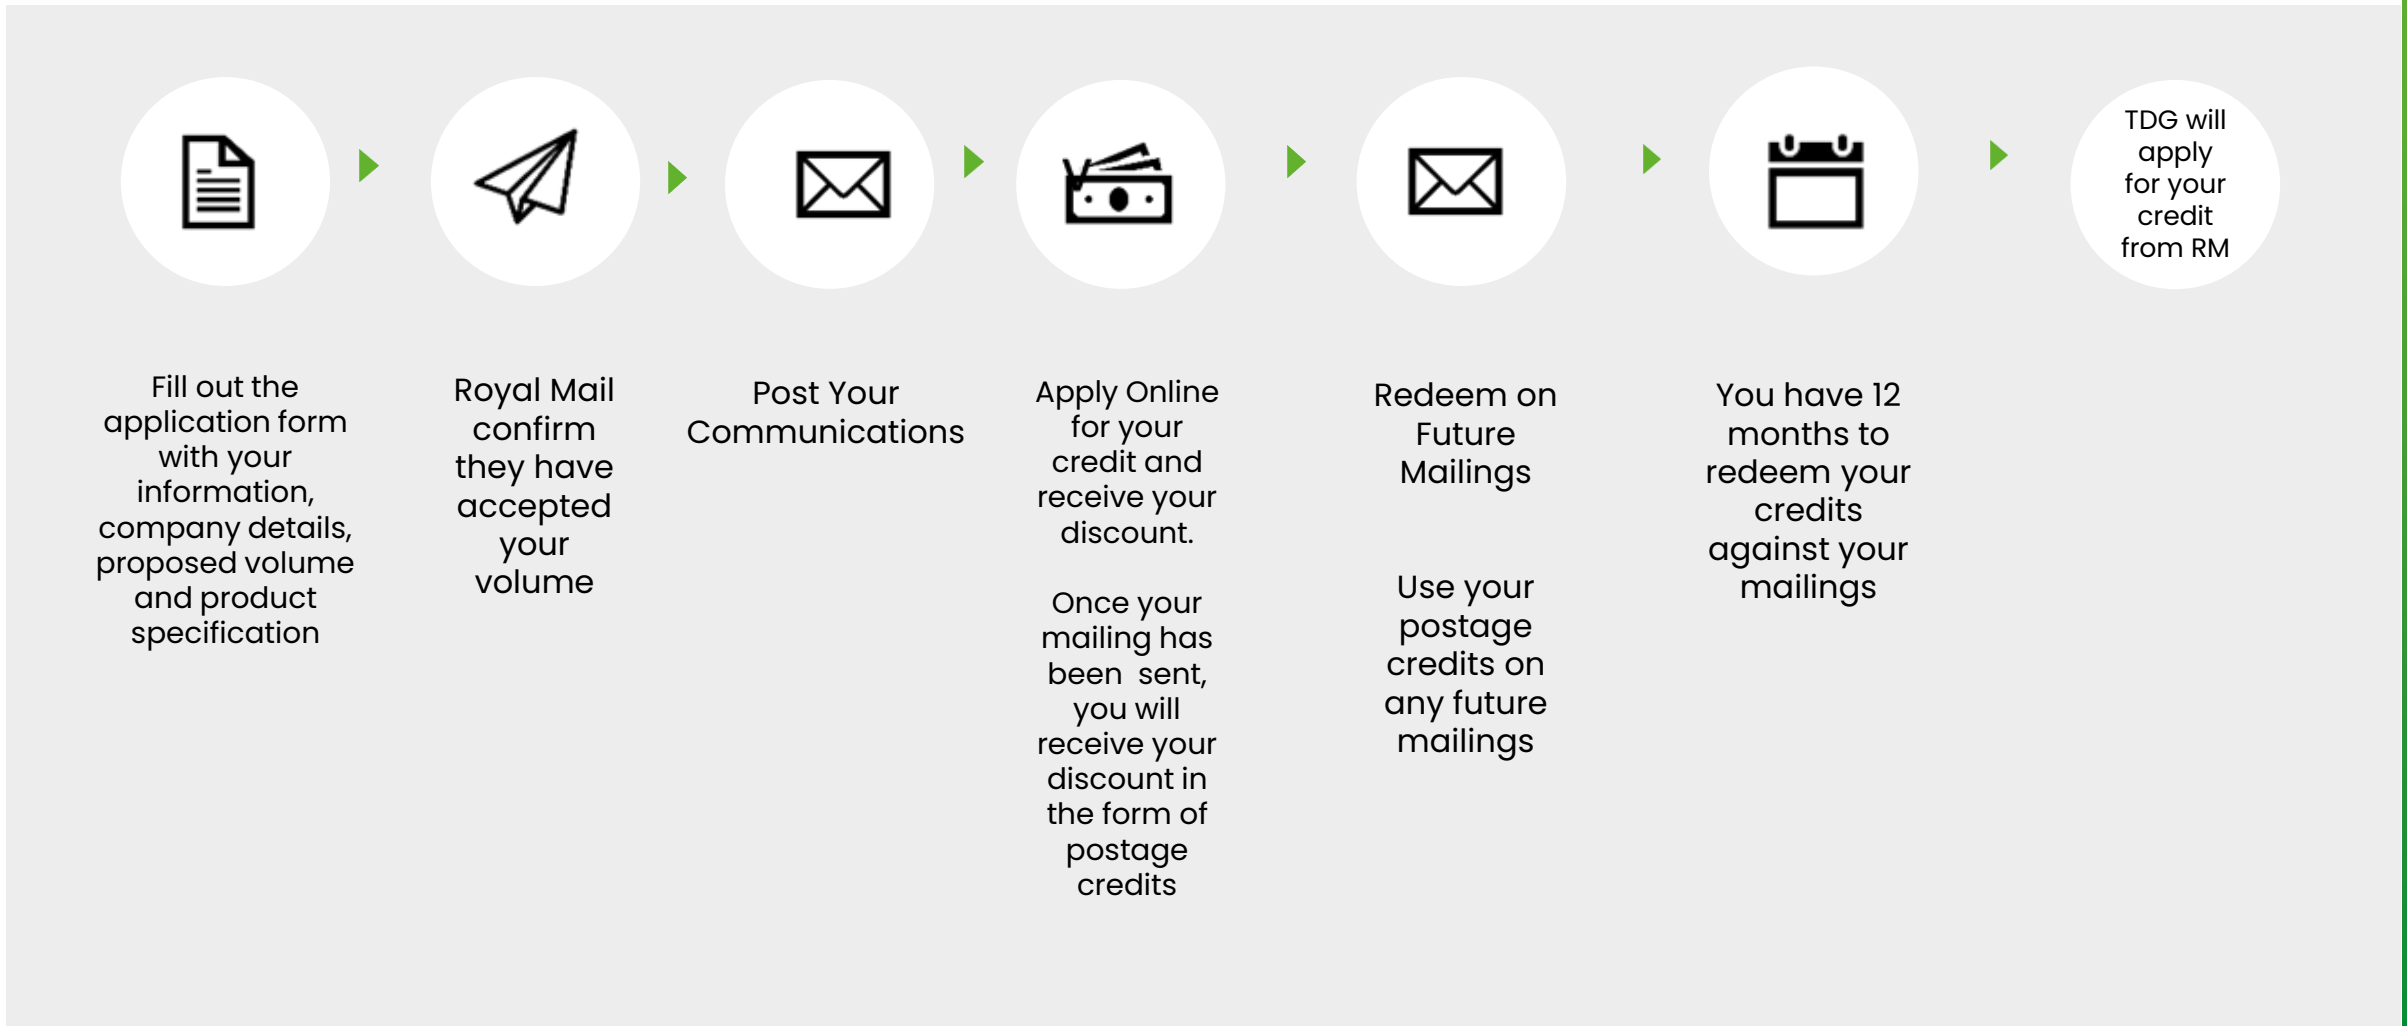 Fill out the
application form
with your
information,
company details,
proposed volume
and product
specification
Royal Mail
confirm
they have
accepted
your
volume
Post Your
Communications
Apply Online
for your
credit and
receive your
discount.
Once your
mailing has
been  sent,
you will
receive your
discount in
the form of
postage
credits
Redeem on
Future
Mailings
Use your
postage
credits on
any future
mailings
You have 12
months to
redeem your
credits
against your
mailings
TDG will
apply
for your
credit
from RM